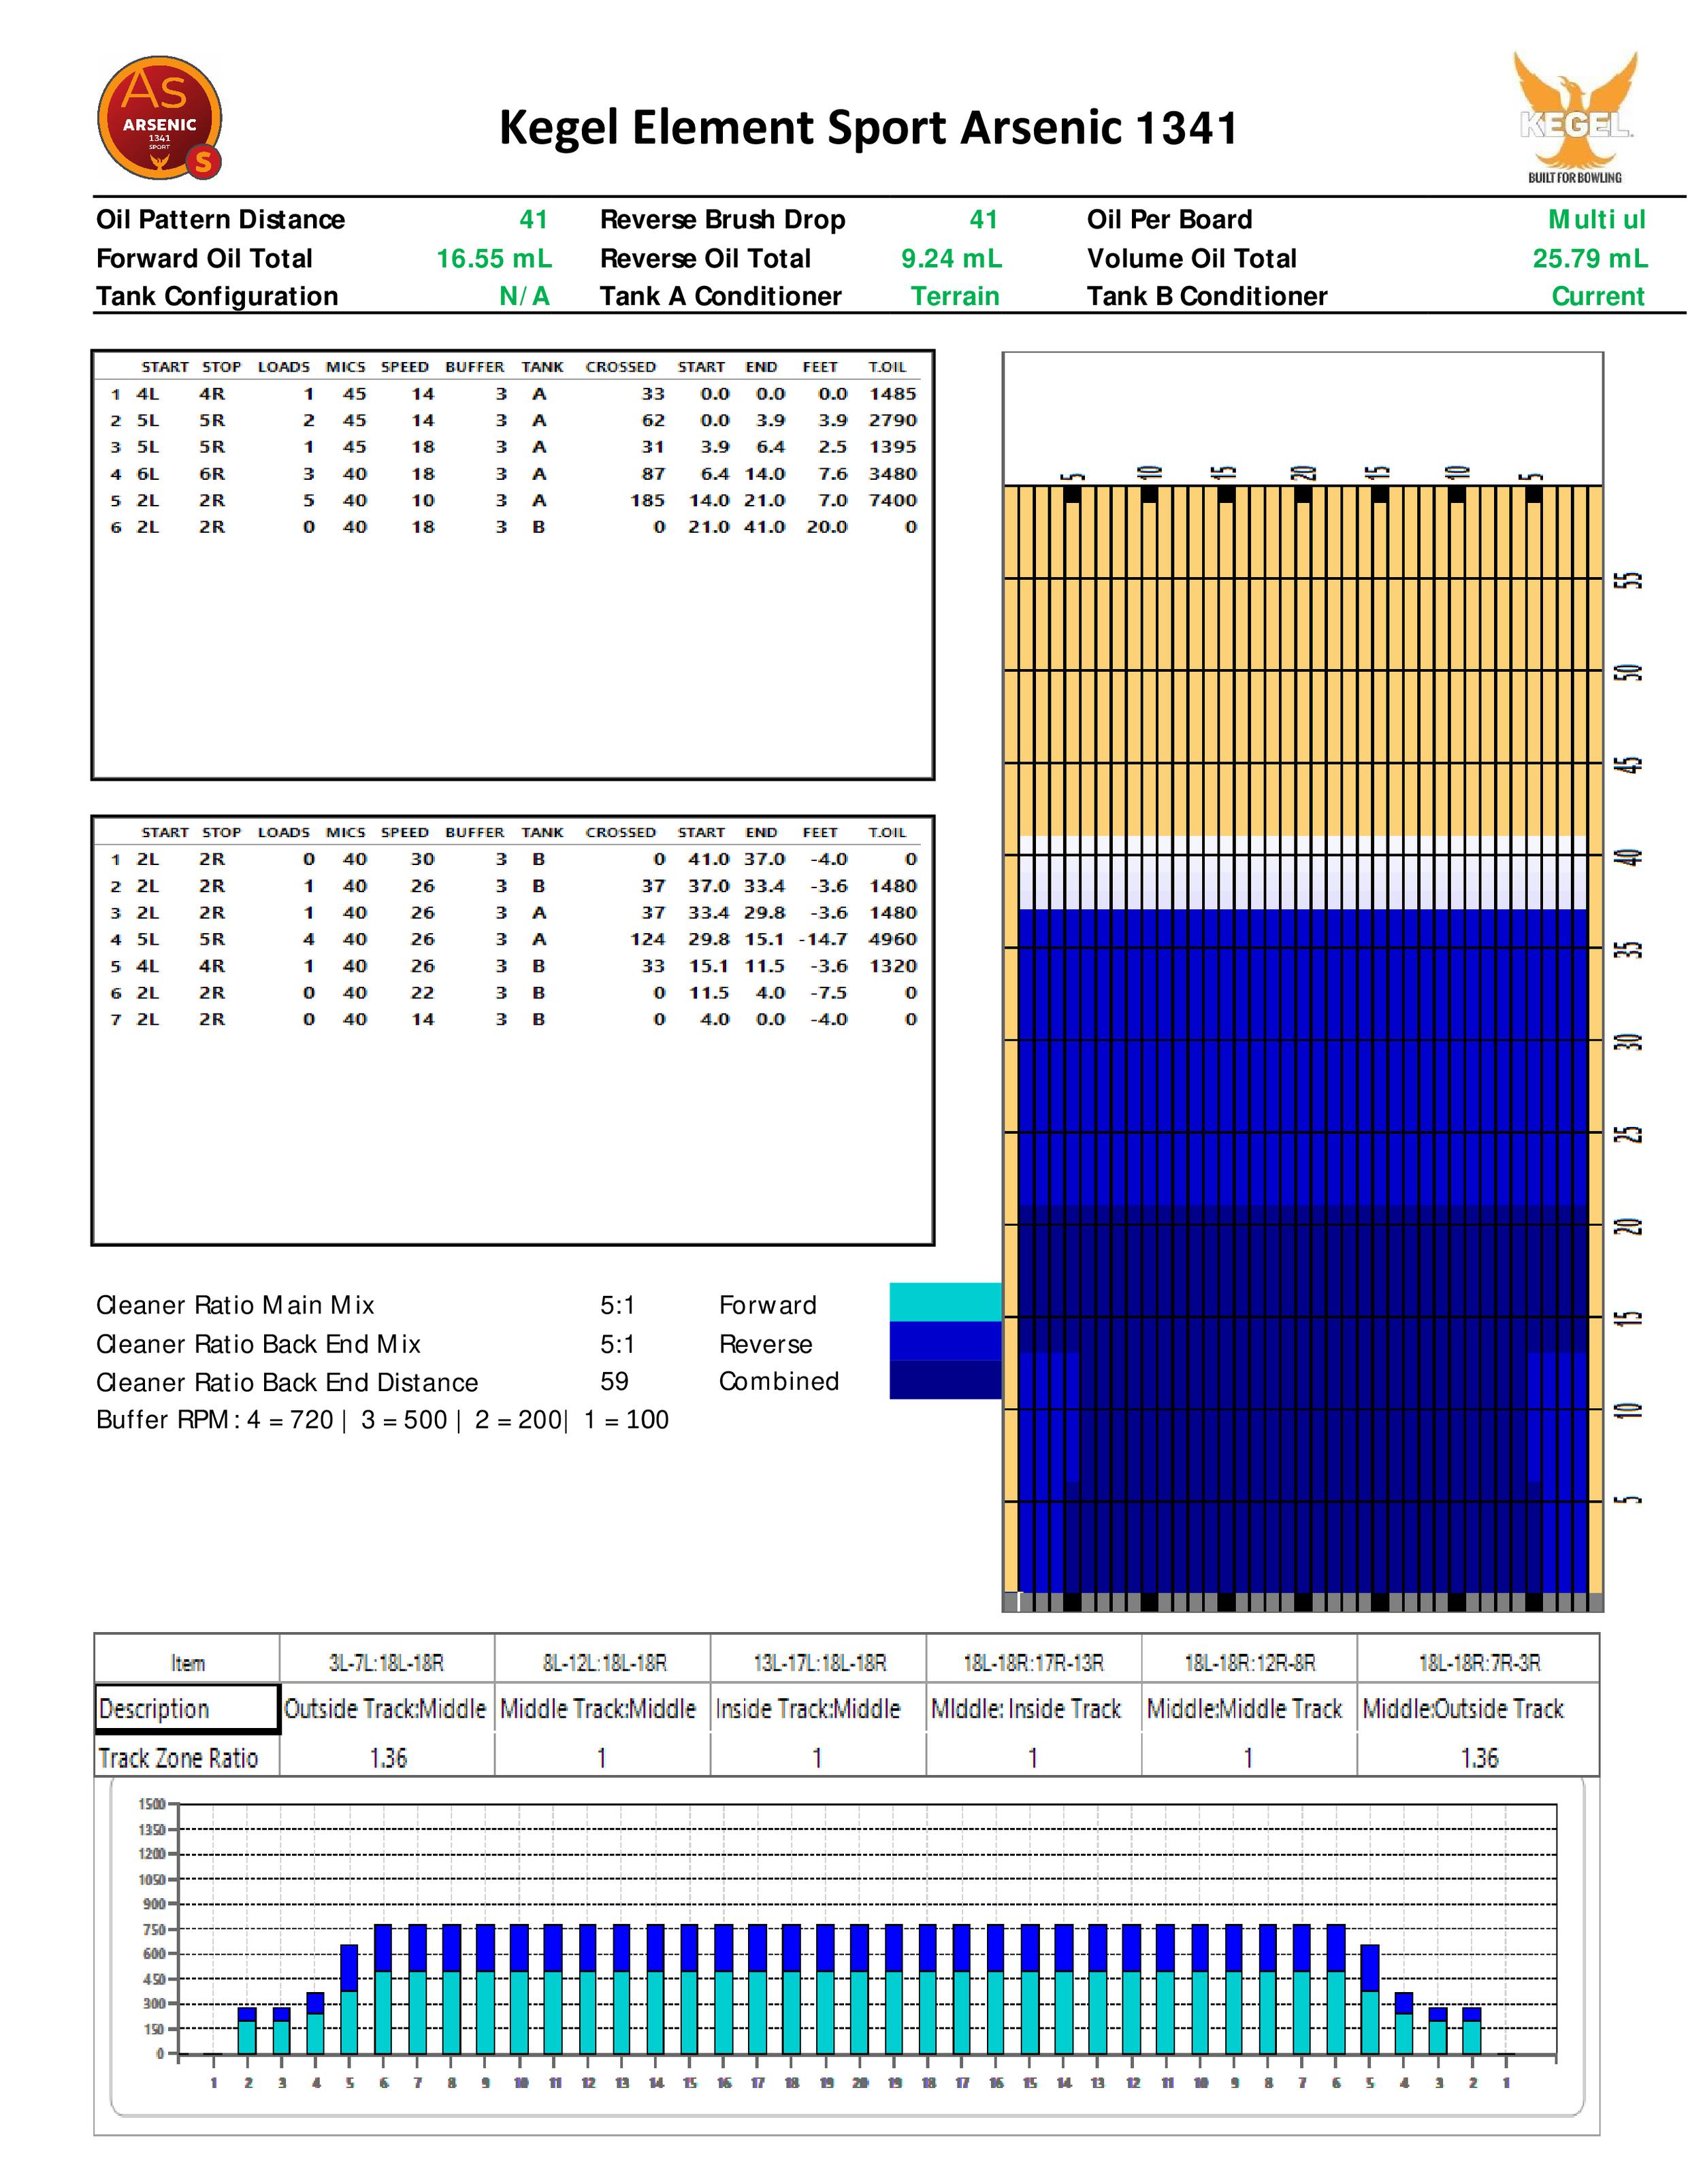 As
ARSENIC
1341
SPORT
S
Kegel Element Sport Arsenic 1341
KEGEL
BUILT FOR BOWLING
Oil Pattern Distance 41 Reverse Brush Drop 41 Oil Per Board Multi ul
Forward Oil Total 16.55 mL Reverse Oil Total 9.24 mL Volume Oil Total 25.79 mL
Tank Configuration N/A Tank A Conditioner Terrain Tank B Conditioner Current
START STOP LOADS MICS SPEED BUFFER TANK CROSSED START END FEET T.OIL
1 4L 4R 1 45 14 3 A 33 0.0 0.0 0.0 1485
2 5L 5R 2 45 14 3 A 62 0.0 3.9 3.9 2790
3 5L 5R 1 45 18 3 A 31 3.9 6.4 2.5 1395
4 6L 6R 3 40 18 3 A 87 6.4 14.0 7.6 3480
5 2L 2R 5 40 10 3 A 185 14.0 21.0 7.0 7400
6 2L 2R 0 40 18 3 B 0 21.0 41.0 20.0 0
START STOP LOADS MICS SPEED BUFFER TANK CROSSED START END FEET T.OIL
1 2L 2R 0 40 30 3 B 0 41.0 37.0 -4.0 0
2 2L 2R 1 40 26 3 B 37 37.0 33.4 -3.6 1480
3 2L 2R 1 40 26 3 A 37 33.4 29.8 -3.6 1480
4 5L 5R 4 40 26 3 A 124 29.8 15.1 -14.7 4960
5 4L 4R 1 40 26 3 B 33 15.1 11.5 -3.6 1320
6 2L 2R 0 40 22 3 B 0 11.5 4.0 -7.5 0
7 2L 2R 0 40 14 3 B 0 4.0 0.0 -4.0 0
5 10 15 20 15 10 5
55
50
45
40
35
30
25
20
15
10
5
Cleaner Ratio Main Mix 5:1 Forward
Cleaner Ratio Back End Mix 5:1 Reverse
Cleaner Ratio Back End Distance 59 Combined
Buffer RPM: 4 = 720 | 3 = 500 | 2 = 200| 1 = 100
Item 3L-7L:18L-18R 8L-12L:18L-18R 13L-17L:18L-18R 18L-18R:17R-13R 18L-18R:12R-8R 18L-18R:7R-3R
Description Outside Track:Middle Middle Track:Middle Inside Track:Middle MIddle: Inside Track Middle:Middle Track Middle:Outside Track
Track Zone Ratio 1.36 1 1 1 1 1.36
1500
1350
1200
1050
900
750
600
450
300
150
0
1 2 3 4 5 6 7 8 9 10 11 12 13 14 15 16 17 18 19 20 19 18 17 16 15 14 13 12 11 10 9 8 7 6 5 4 3 2 1